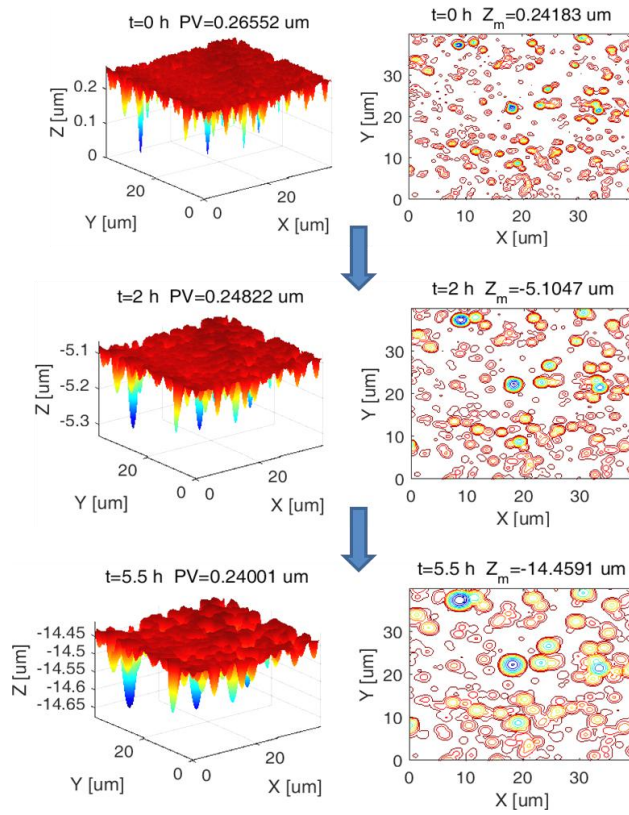 t=0 h PV=0.26552 um
Z [um]
0.2
0.1
0
20
0
Y [um]
0
20
X [um]
t=0 h Z_m=0.24183 um
Y [um]
40
30
20
10
0
0
10
20
30
X [um]
t=2 h PV=0.24822 um
Z [um]
-5.1
-5.2
-5.3
20
0
Y [um]
0
20
X [um]
t=2 h Z_m=-5.1047 um
Y [um]
40
30
20
10
0
0
10
20
30
X [um]
t=5.5 h PV=0.24001 um
Z [um]
-14.45
-14.5
-14.55
-14.6
-14.65
20
0
Y [um]
0
20
X [um]
t=5.5 h Z_m=-14.4591 um
Y [um]
40
30
20
10
0
0
10
20
30
X [um]